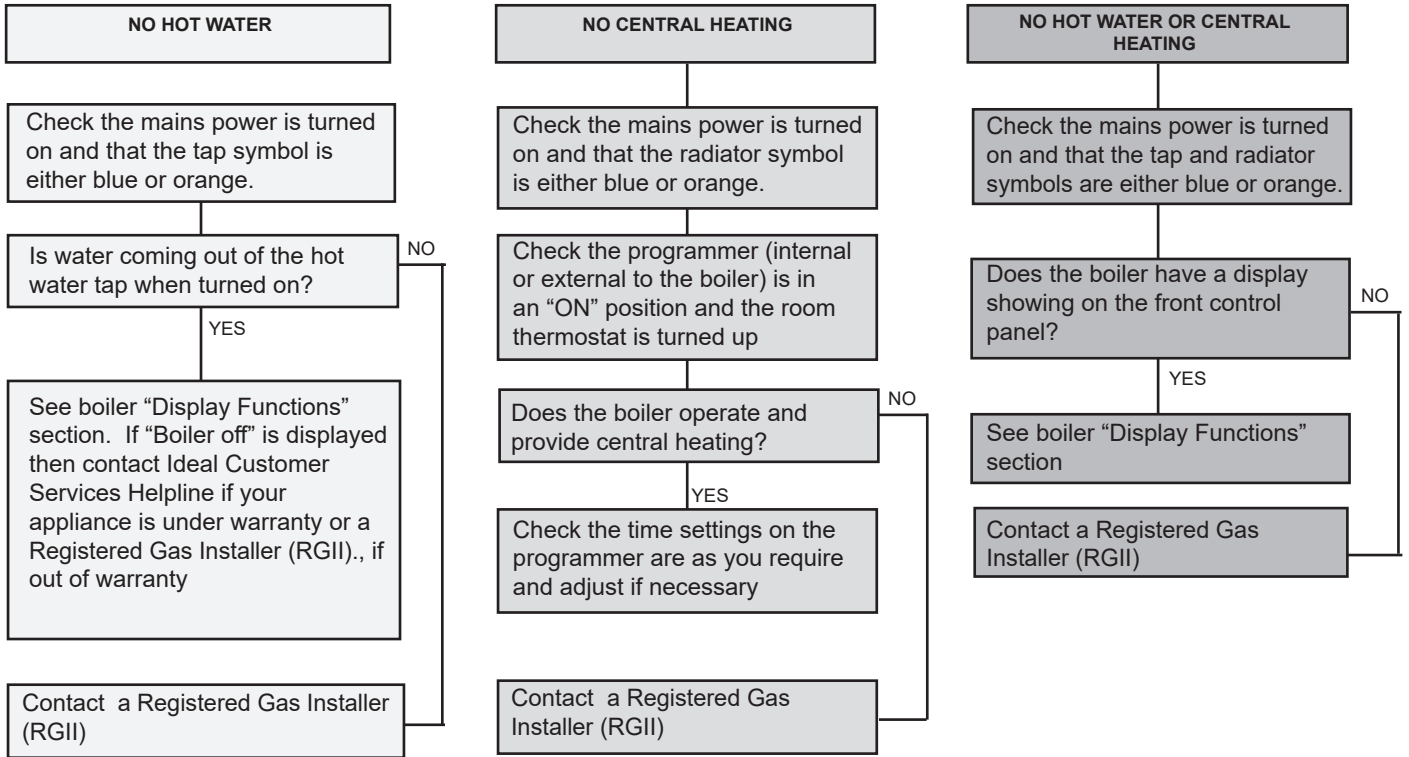 NO HOT WATER
Check the mains power is turned
on and that the tap symbol is
either blue or orange.
Is water coming out of the hot
water tap when turned on?
NO
YES
See boiler “Display Functions”
section.  If “Boiler off” is displayed
then contact Ideal Customer
Services Helpline if your
appliance is under warranty or a
Registered Gas Installer (RGII)., if
out of warranty
Contact  a Registered Gas Installer
(RGII)
NO CENTRAL HEATING
Check the mains power is turned
on and that the radiator symbol
is either blue or orange.
Check the programmer (internal
or external to the boiler) is in
an “ON” position and the room
thermostat is turned up
Does the boiler operate and
provide central heating?
NO
YES
Check the time settings on the
programmer are as you require
and adjust if necessary
Contact  a Registered Gas
Installer (RGII)
NO HOT WATER OR CENTRAL
HEATING
Check the mains power is turned
on and that the tap and radiator
symbols are either blue or orange.
Does the boiler have a display
showing on the front control
panel?
NO
YES
See boiler “Display Functions”
section
Contact a Registered Gas
Installer (RGII)